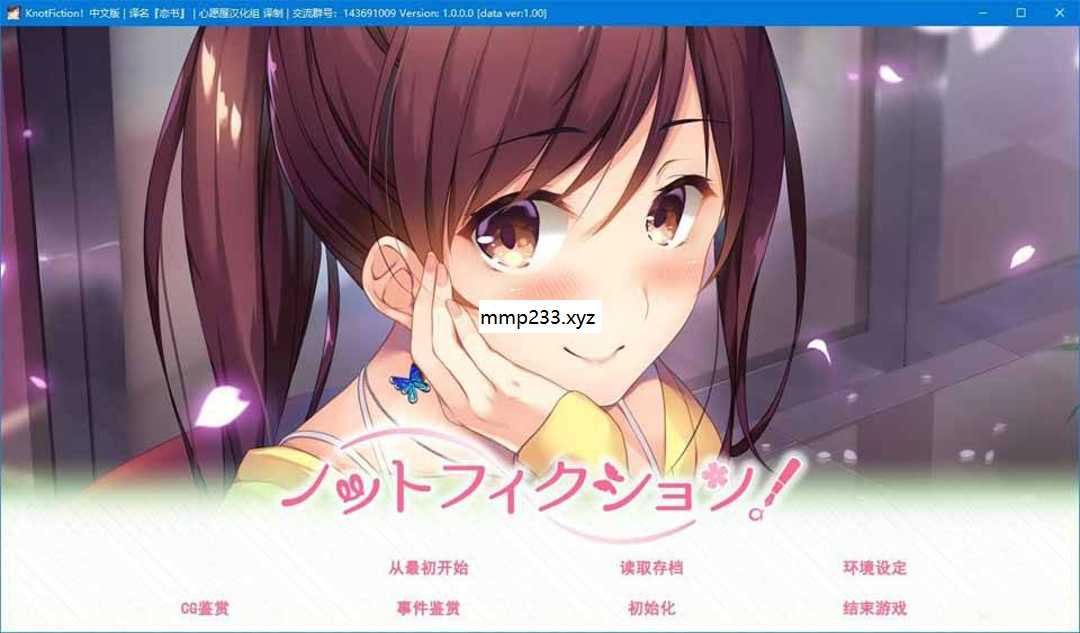 KnotFiction! 中文版 | 译名『恋书』 | 心愿屋汉化组 译制 | 交流群号: 143691009 Version: 1.0.0.0 [data ver:1.00]
mmp233.xyz
ノットフィクション!
α
从最初开始 读取存档 环境设定
CG鉴赏 事件鉴赏 初始化 结束游戏